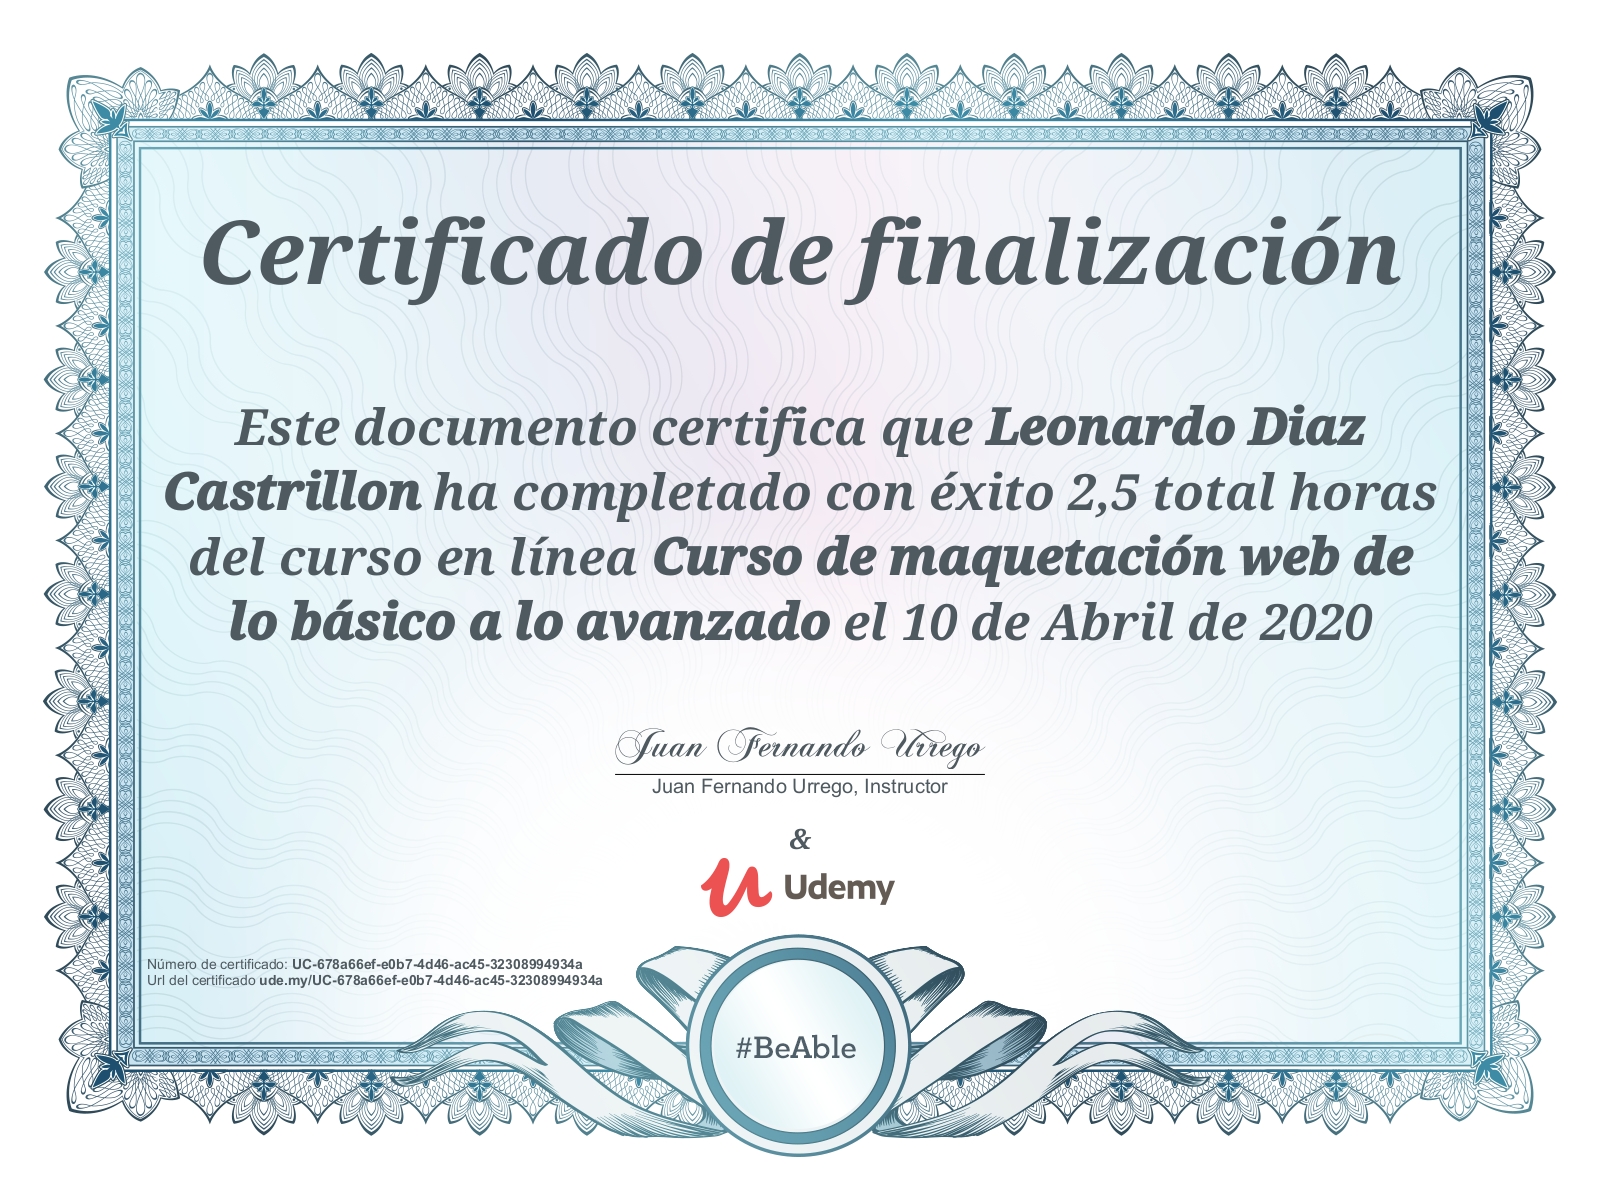 Certificado de finalización
Este documento certifica que Leonardo Diaz
Castrillon ha completado con éxito 2,5 total horas
del curso en línea Curso de maquetación web de
lo básico a lo avanzado el 10 de Abril de 2020
Juan Fernando Urrego
Juan Fernando Urrego, Instructor
&
Udemy
Número de certificado: UC-678a66ef-e0b7-4d46-ac45-32308994934a
Url del certificado ude.my/UC-678a66ef-e0b7-4d46-ac45-32308994934a
#BeAble